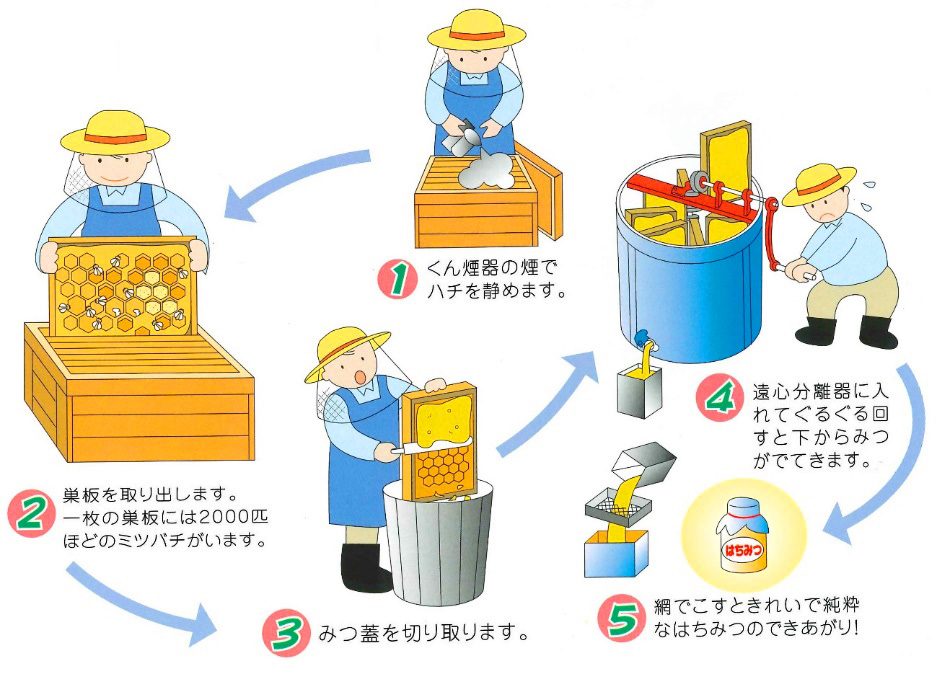 1 くん煙器の煙で
ハチを静めます。
2 巣板を取り出します。
一枚の巣板には2000匹
ほどのミツバチがいます。
3 みつ蓋を切り取ります。
4 遠心分離器に入
れてぐるぐる回
すと下からみつ
がでてきます。
はちみつ
5 網でこすときれいで純粋
なはちみつのできあがり!